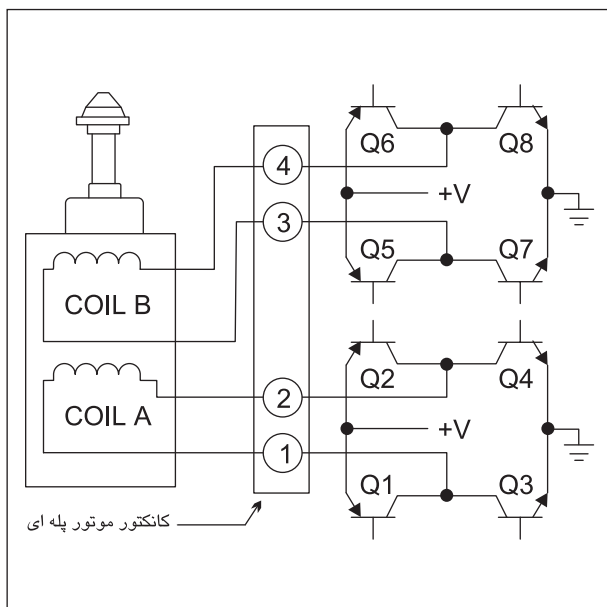 Q6
Q8
4
+V
3
Q5
Q7
COIL B
Q2
Q4
2
COIL A
+V
1
Q1
Q3
کانکتور موتور پله ای